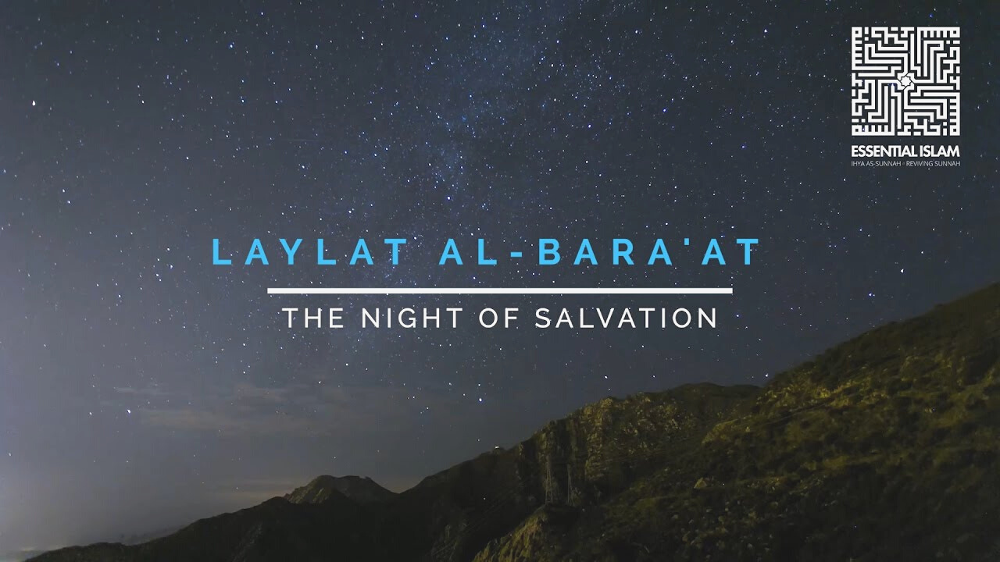 ESSENTIAL ISLAM
IHYA AS-SUNNAH - REVIVING SUNNAH
LAYLAT AL-BARA'AT
THE NIGHT OF SALVATION